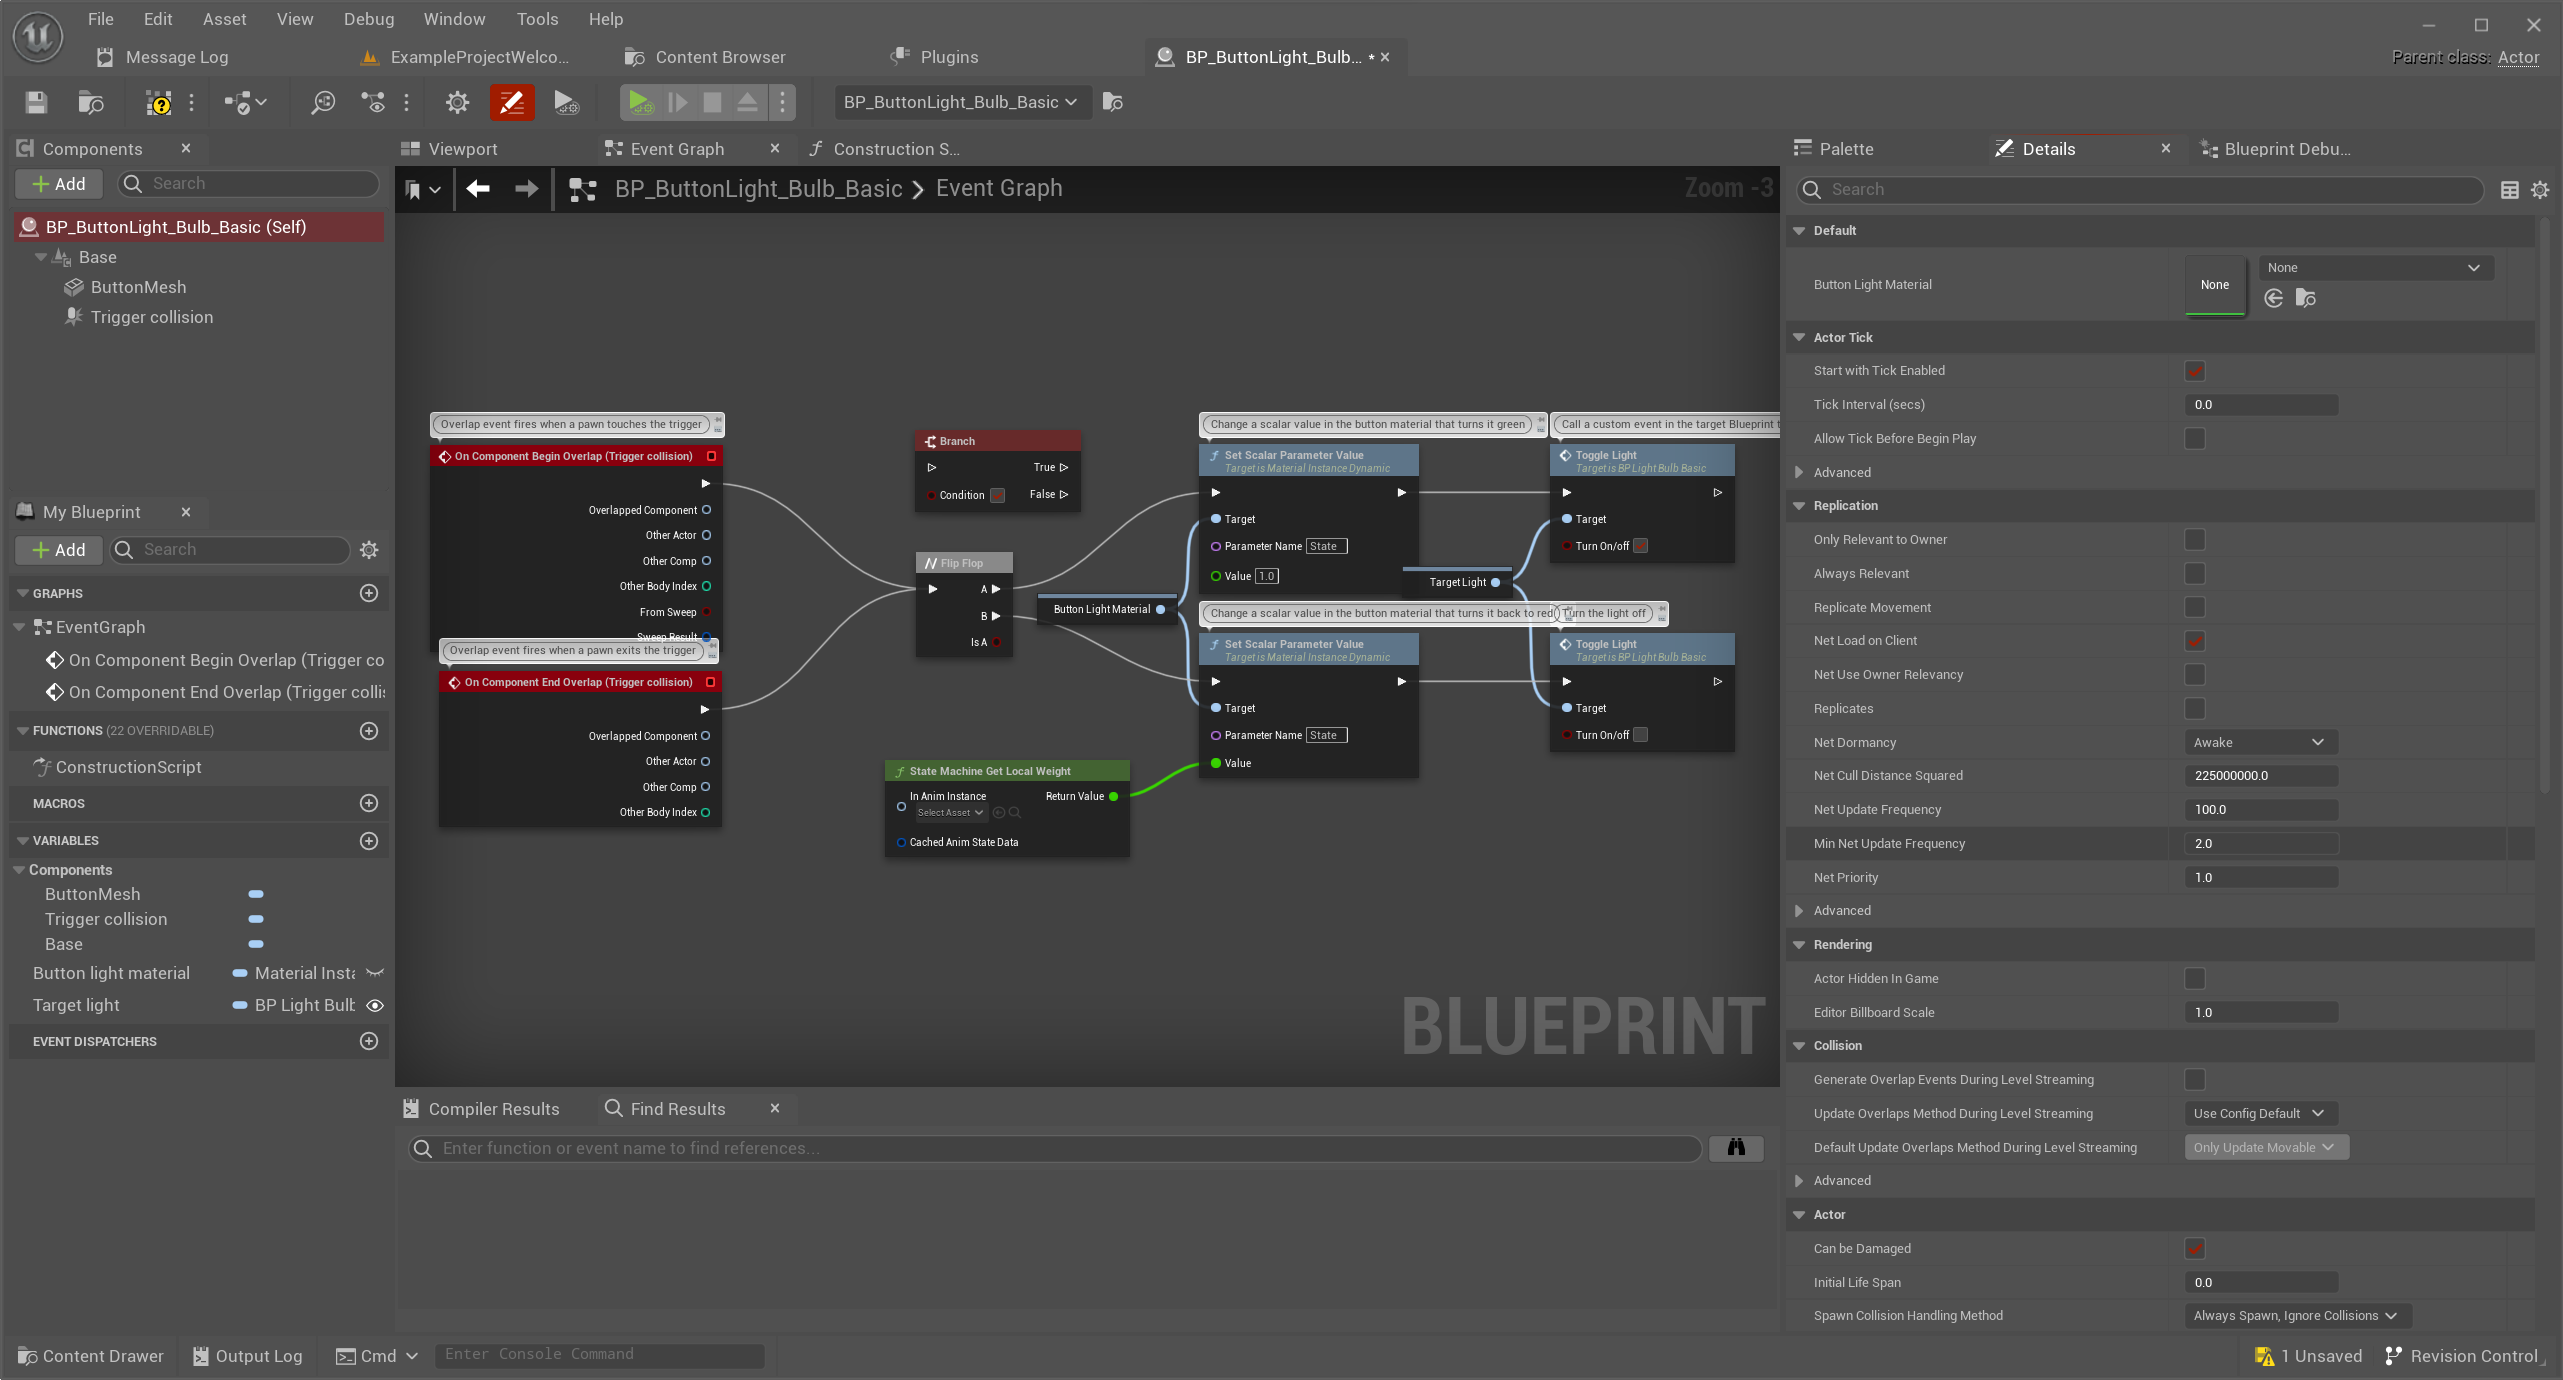 File Edit Asset View Debug Window Tools Help
Message Log ExampleProjectWelco... Content Browser Plugins BP_ButtonLight_Bulb... * Parent class: Actor
BP_ButtonLight_Bulb_Basic
Components
Add Search
BP_ButtonLight_Bulb_Basic (Self)
Base
ButtonMesh
Trigger collision
My Blueprint
Add Search
GRAPHS
EventGraph
On Component Begin Overlap (Trigger co
On Component End Overlap (Trigger colli
FUNCTIONS (22 OVERRIDABLE)
ConstructionScript
MACROS
VARIABLES
Components
ButtonMesh
Trigger collision
Base
Button light material Material Insta
Target light BP Light Bulb
EVENT DISPATCHERS
Viewport Event Graph Construction S...
BP_ButtonLight_Bulb_Basic > Event Graph Zoom -3
Overlap event fires when a pawn touches the trigger
On Component Begin Overlap (Trigger collision)
Overlapped Component
Other Actor
Other Comp
Other Body Index
From Sweep
Sweep Result
Overlap event fires when a pawn exits the trigger
On Component End Overlap (Trigger collision)
Overlapped Component
Other Actor
Other Comp
Other Body Index
Branch
True
Condition False
Flip Flop
A
B
Is A
Button Light Material
State Machine Get Local Weight
In Anim Instance Return Value
Select Asset
Cached Anim State Data
Change a scalar value in the button material that turns it green
Set Scalar Parameter Value
Target is Material Instance Dynamic
Target
Parameter Name State
Value 1.0
Call a custom event in the target Blueprint t
Toggle Light
Target is BP Light Bulb Basic
Target
Turn On/off
Target Light
Change a scalar value in the button material that turns it back to red
Turn the light off
Set Scalar Parameter Value
Target is Material Instance Dynamic
Target
Parameter Name State
Value
Toggle Light
Target is BP Light Bulb Basic
Target
Turn On/off
BLUEPRINT
Compiler Results Find Results
Enter function or event name to find references...
Palette Details Blueprint Debu...
Search
Default
Button Light Material None None
Actor Tick
Start with Tick Enabled
Tick Interval (secs) 0.0
Allow Tick Before Begin Play
Advanced
Replication
Only Relevant to Owner
Always Relevant
Replicate Movement
Net Load on Client
Net Use Owner Relevancy
Replicates
Net Dormancy Awake
Net Cull Distance Squared 225000000.0
Net Update Frequency 100.0
Min Net Update Frequency 2.0
Net Priority 1.0
Advanced
Rendering
Actor Hidden In Game
Editor Billboard Scale 1.0
Collision
Generate Overlap Events During Level Streaming
Update Overlaps Method During Level Streaming Use Config Default
Default Update Overlaps Method During Level Streaming Only Update Movable
Advanced
Actor
Can be Damaged
Initial Life Span 0.0
Spawn Collision Handling Method Always Spawn, Ignore Collisions
Content Drawer Output Log Cmd Enter Console Command 1 Unsaved Revision Control